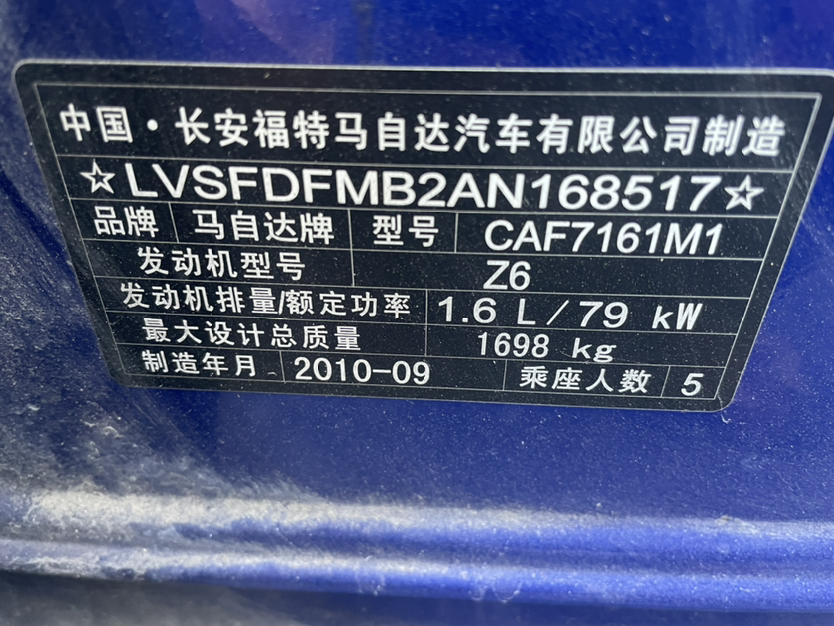 中国·长安福特马自达汽车有限公司制造
☆LVSFDFMB2AN168517☆
品牌 马自达牌 型号 CAF7161M1
发动机型号 Z6
发动机排量/额定功率 1.6 L/79 kW
最大设计总质量 1698 kg
制造年月 2010-09 乘座人数 5